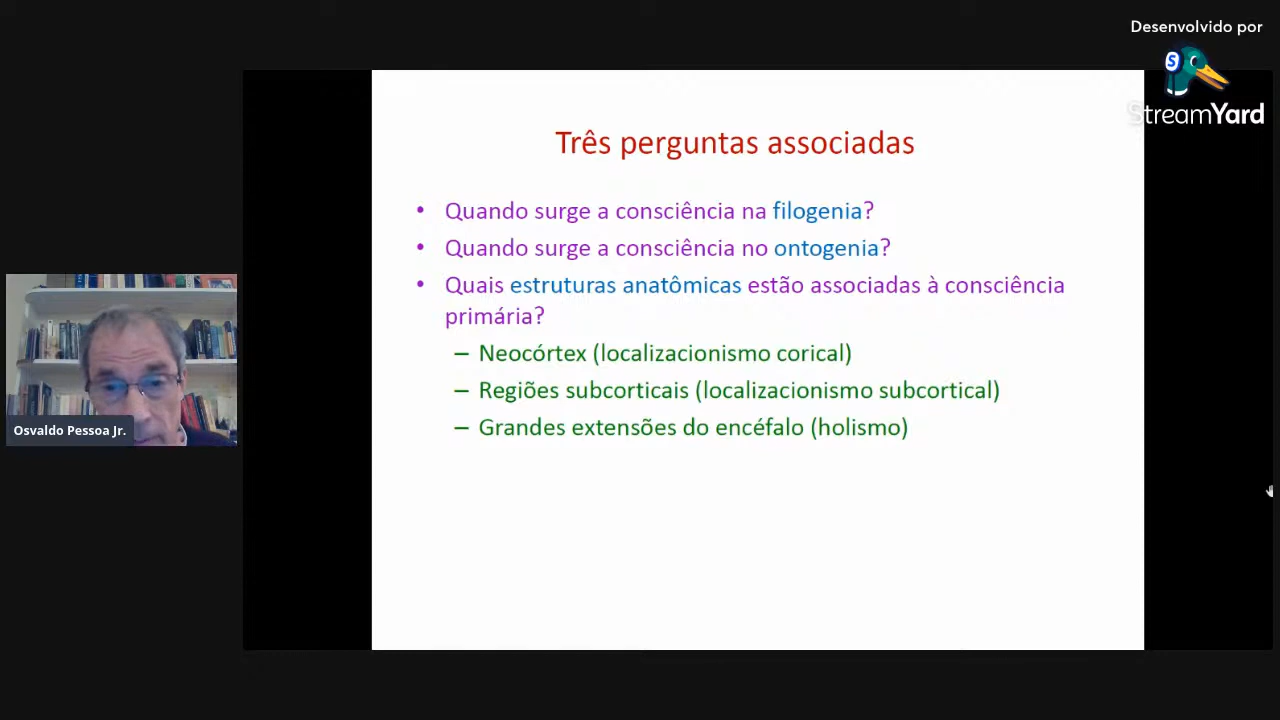 Desenvolvido por
StreamYard
Três perguntas associadas
• Quando surge a consciência na filogenia?
• Quando surge a consciência no ontogenia?
• Quais estruturas anatômicas estão associadas à consciência
primária?
– Neocórtex (localizacionismo corical)
– Regiões subcorticais (localizacionismo subcortical)
– Grandes extensões do encéfalo (holismo)
Osvaldo Pessoa Jr.